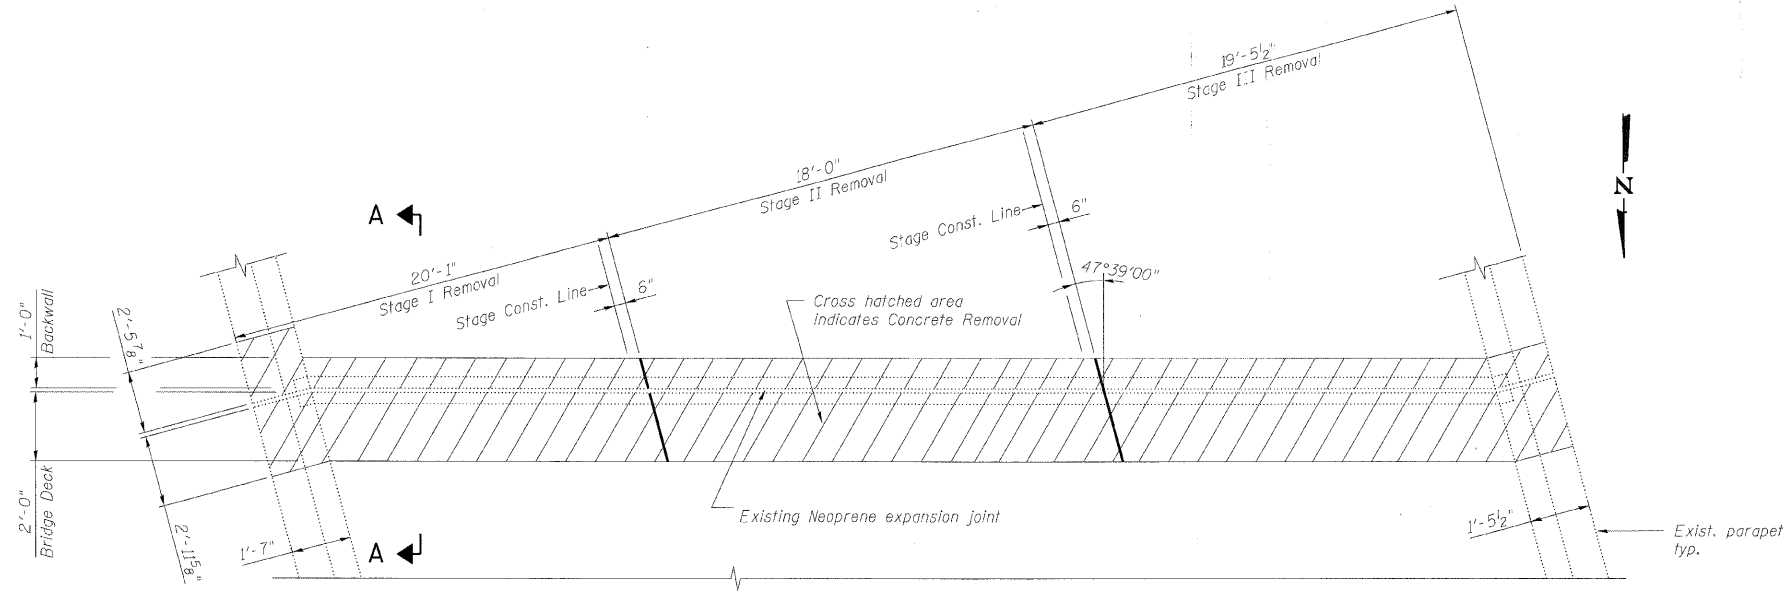 19'-5½"
Stage III Removal
18'-0"
Stage II Removal
20'-1"
Stage I Removal
A
Stage Const. Line
6"
Stage Const. Line
6"
47°39'00"
N
1'-0"
Backwall
2'-5⅞"
Cross hatched area
indicates Concrete Removal
2'-0"
Bridge Deck
2'-11⅝"
1'-7"
A
Existing Neoprene expansion joint
1'-5½"
Exist. parapet
typ.